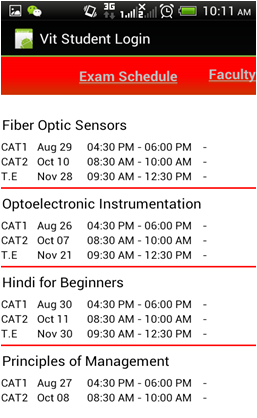 3G 10:11 AM
Vit Student Login
Exam Schedule Faculty
Fiber Optic Sensors
CAT1 Aug 29 04:30 PM - 06:00 PM -
CAT2 Oct 10 08:30 AM - 10:00 AM -
T.E Nov 28 09:30 AM - 12:30 PM -
Optoelectronic Instrumentation
CAT1 Aug 26 04:30 PM - 06:00 PM -
CAT2 Oct 07 08:30 AM - 10:00 AM -
T.E Nov 21 09:30 AM - 12:30 PM -
Hindi for Beginners
CAT1 Aug 30 04:30 PM - 06:00 PM -
CAT2 Oct 11 08:30 AM - 10:00 AM -
T.E Nov 30 09:30 AM - 12:30 PM -
Principles of Management
CAT1 Aug 27 04:30 PM - 06:00 PM -
CAT2 Oct 08 08:30 AM - 10:00 AM -